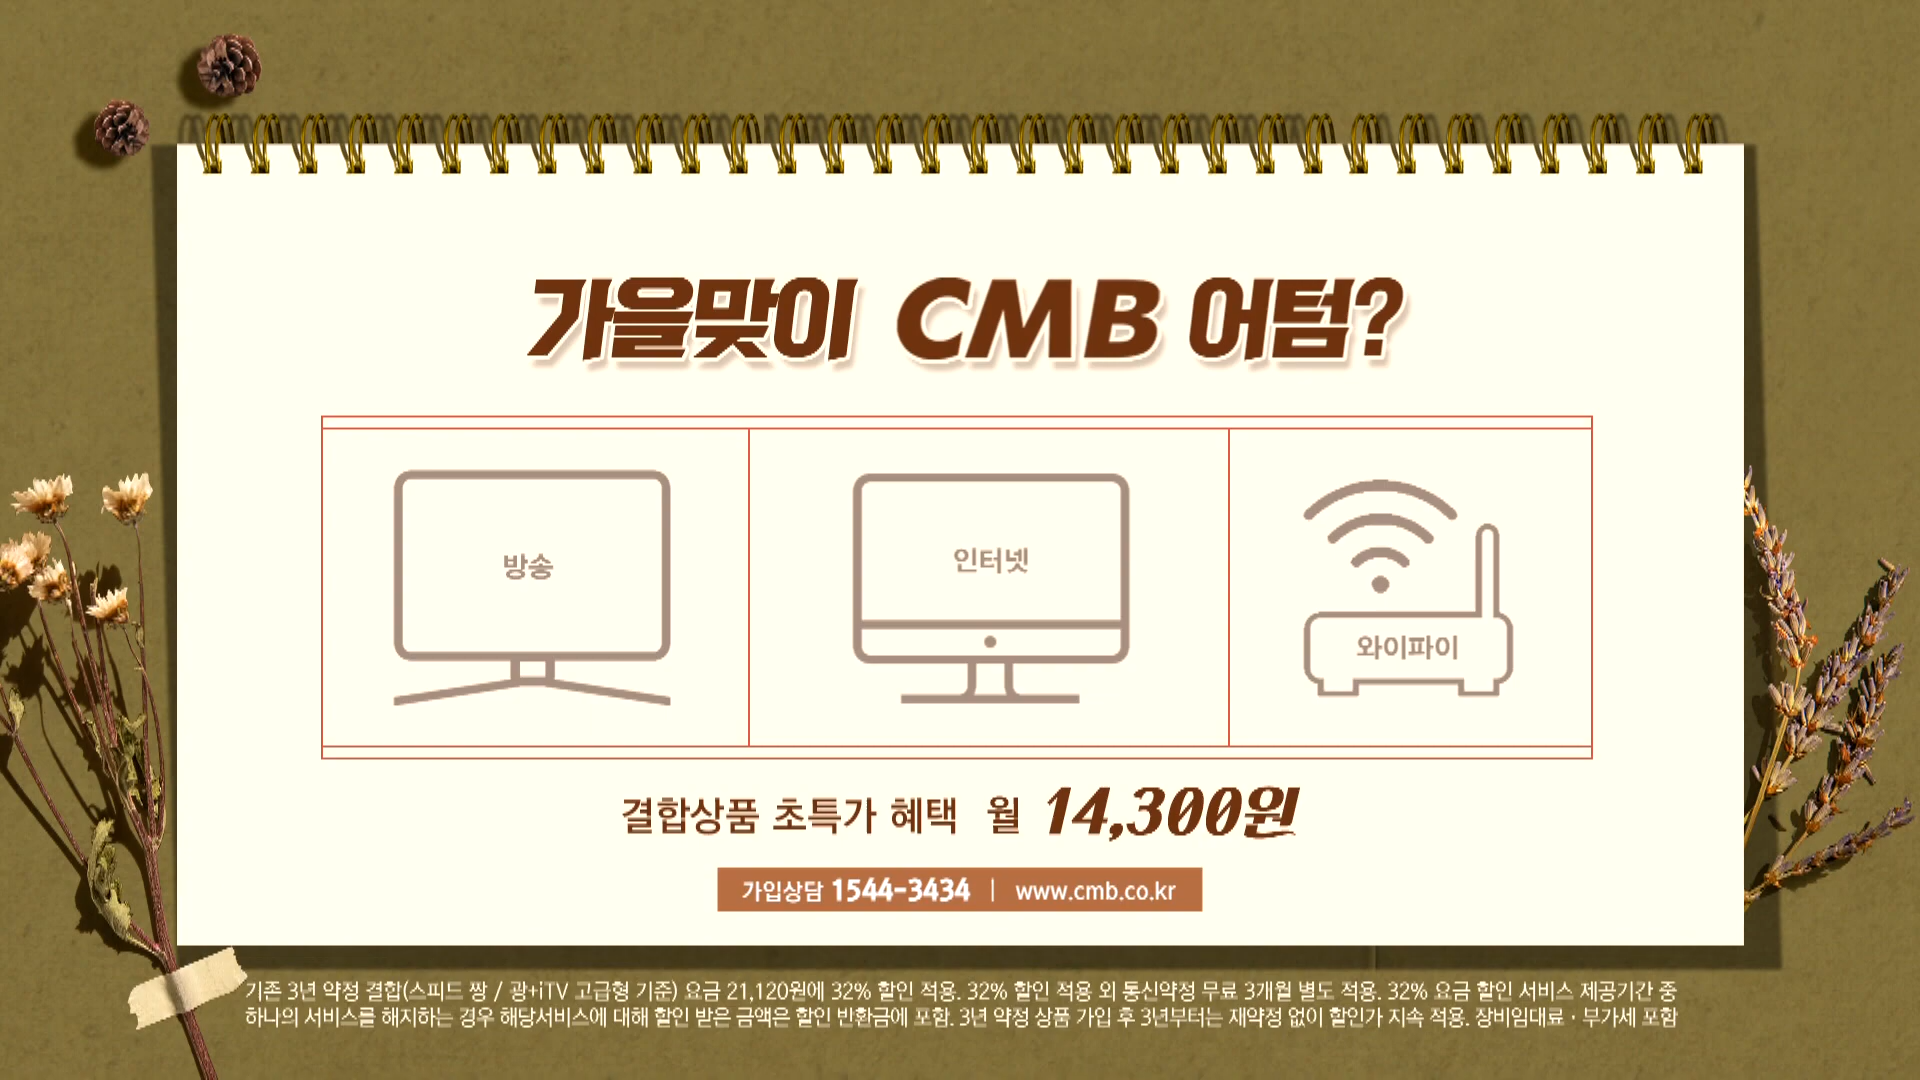 가을맞이 CMB 어텀?
방송
인터넷
와이파이
결합상품 초특가 혜택 월 14,300원
가입상담 1544-3434 | www.cmb.co.kr
기존 3년 약정 결합(스피드 짱 / 광+iTV 고급형 기준) 요금 21,120원에 32% 할인 적용. 32% 할인 적용 외 통신약정 무료 3개월 별도 적용. 32% 요금 할인 서비스 제공기간 중
하나의 서비스를 해지하는 경우 해당서비스에 대해 할인 받은 금액은 할인 반환금에 포함. 3년 약정 상품 가입 후 3년부터는 재약정 없이 할인가 지속 적용. 장비임대료 · 부가세 포함